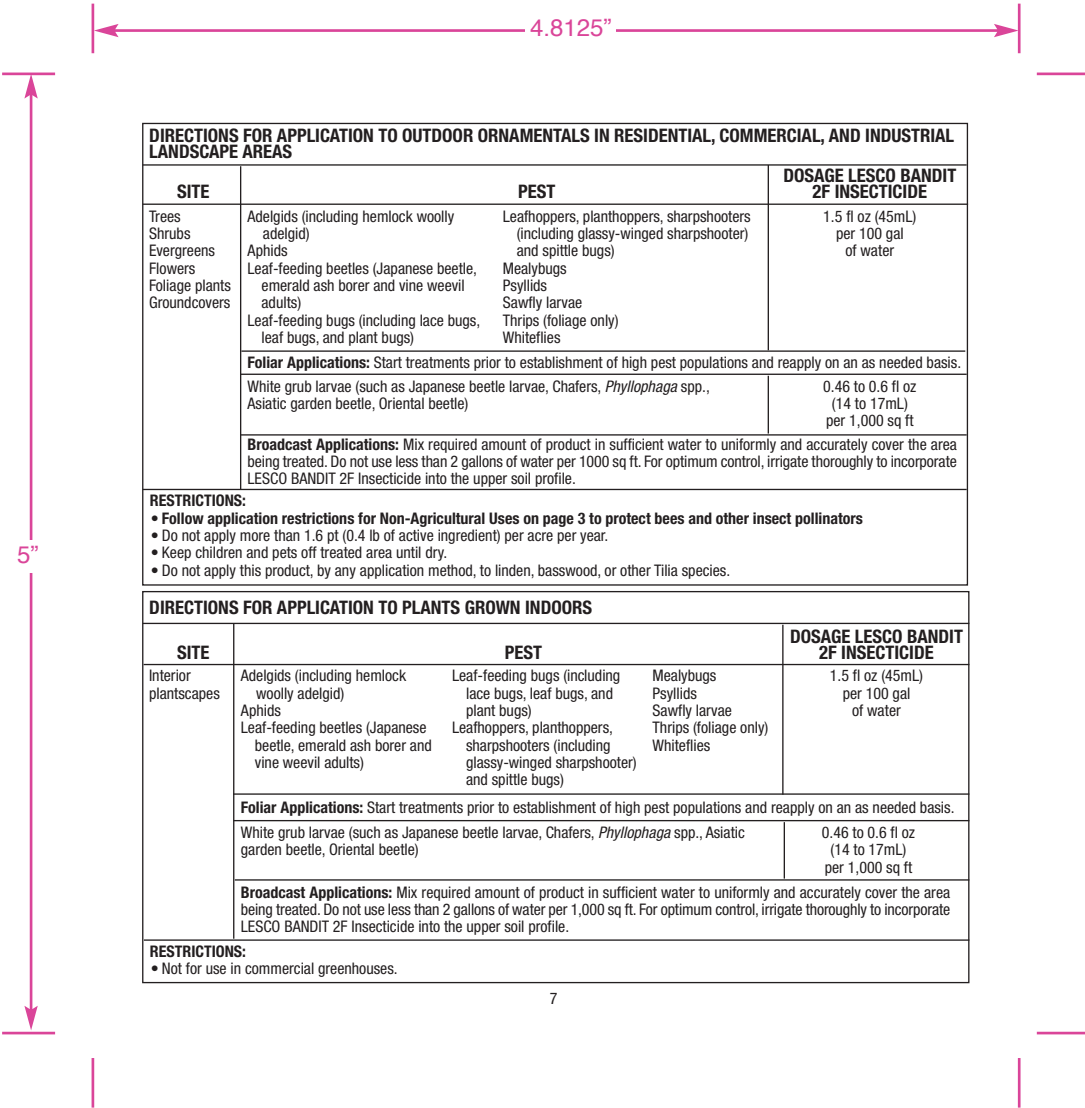 4.8125”
5”
DIRECTIONS FOR APPLICATION TO OUTDOOR ORNAMENTALS IN RESIDENTIAL, COMMERCIAL, AND INDUSTRIAL
LANDSCAPE AREAS
SITE
PEST
DOSAGE LESCO BANDIT
2F INSECTICIDE
Trees
Shrubs
Evergreens
Flowers
Foliage plants
Groundcovers
Adelgids (including hemlock woolly
adelgid)
Aphids
Leaf-feeding beetles (Japanese beetle,
emerald ash borer and vine weevil
adults)
Leaf-feeding bugs (including lace bugs,
leaf bugs, and plant bugs)
Leafhoppers, planthoppers, sharpshooters
(including glassy-winged sharpshooter)
and spittle bugs)
Mealybugs
Psyllids
Sawfly larvae
Thrips (foliage only)
Whiteflies
1.5 fl oz (45mL)
per 100 gal
of water
Foliar Applications: Start treatments prior to establishment of high pest populations and reapply on an as needed basis.
White grub larvae (such as Japanese beetle larvae, Chafers, Phyllophaga spp.,
Asiatic garden beetle, Oriental beetle)
0.46 to 0.6 fl oz
(14 to 17mL)
per 1,000 sq ft
Broadcast Applications: Mix required amount of product in sufficient water to uniformly and accurately cover the area
being treated. Do not use less than 2 gallons of water per 1000 sq ft. For optimum control, irrigate thoroughly to incorporate
LESCO BANDIT 2F Insecticide into the upper soil profile.
RESTRICTIONS:
• Follow application restrictions for Non-Agricultural Uses on page 3 to protect bees and other insect pollinators
• Do not apply more than 1.6 pt (0.4 lb of active ingredient) per acre per year.
• Keep children and pets off treated area until dry.
• Do not apply this product, by any application method, to linden, basswood, or other Tilia species.
DIRECTIONS FOR APPLICATION TO PLANTS GROWN INDOORS
SITE
PEST
DOSAGE LESCO BANDIT
2F INSECTICIDE
Interior
plantscapes
Adelgids (including hemlock
woolly adelgid)
Aphids
Leaf-feeding beetles (Japanese
beetle, emerald ash borer and
vine weevil adults)
Leaf-feeding bugs (including
lace bugs, leaf bugs, and
plant bugs)
Leafhoppers, planthoppers,
sharpshooters (including
glassy-winged sharpshooter)
and spittle bugs)
Mealybugs
Psyllids
Sawfly larvae
Thrips (foliage only)
Whiteflies
1.5 fl oz (45mL)
per 100 gal
of water
Foliar Applications: Start treatments prior to establishment of high pest populations and reapply on an as needed basis.
White grub larvae (such as Japanese beetle larvae, Chafers, Phyllophaga spp., Asiatic
garden beetle, Oriental beetle)
0.46 to 0.6 fl oz
(14 to 17mL)
per 1,000 sq ft
Broadcast Applications: Mix required amount of product in sufficient water to uniformly and accurately cover the area
being treated. Do not use less than 2 gallons of water per 1,000 sq ft. For optimum control, irrigate thoroughly to incorporate
LESCO BANDIT 2F Insecticide into the upper soil profile.
RESTRICTIONS:
• Not for use in commercial greenhouses.
7